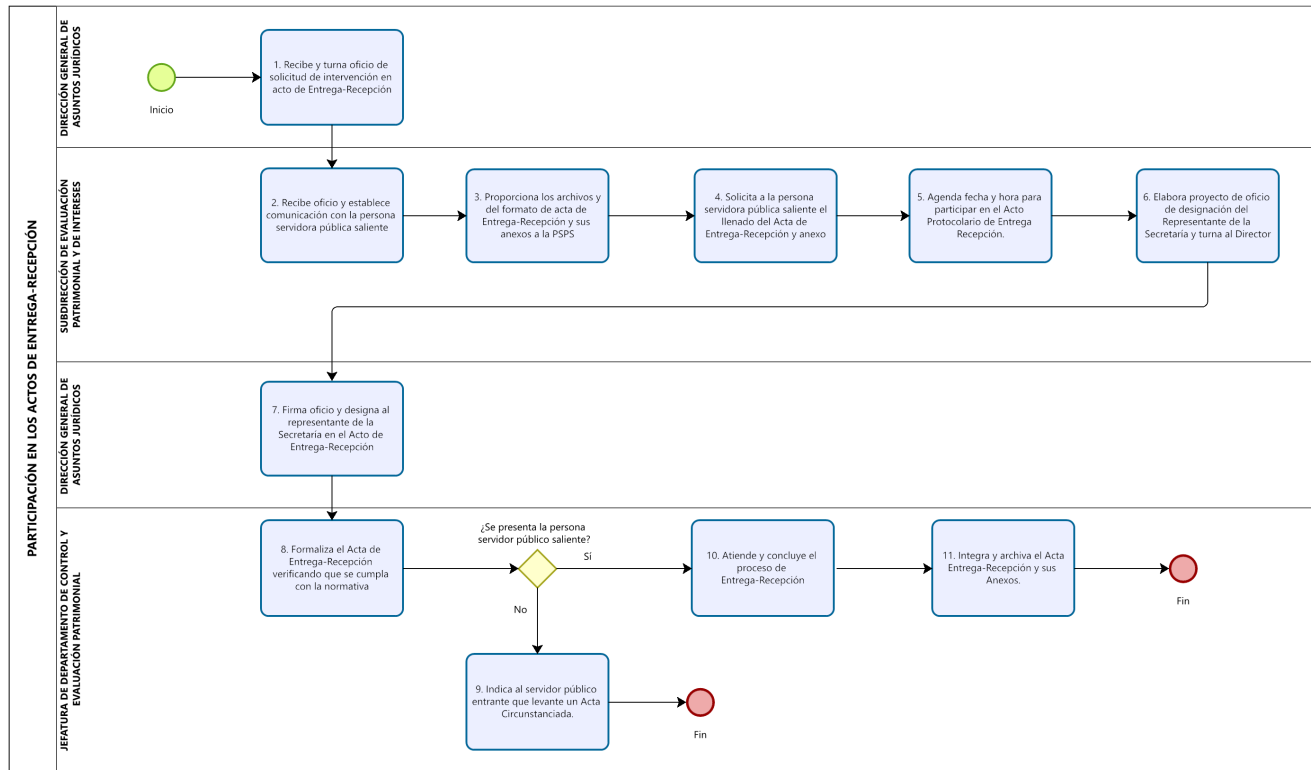 PARTICIPACIÓN EN LOS ACTOS DE ENTREGA-RECEPCIÓN
DIRECCIÓN GENERAL DE
ASUNTOS JURÍDICOS
Inicio
1. Recibe y turna oficio de
solicitud de intervención en
acto de Entrega-Recepción
SUBDIRECCIÓN DE EVALUACIÓN
PATRIMONIAL Y DE INTERESES
2. Recibe oficio y establece
comunicación con la persona
servidora pública saliente
3. Proporciona los archivos y
del formato de acta de
Entrega-Recepción y sus
anexos a la PSPS
4. Solicita a la persona
servidora pública saliente el
llenado del Acta de
Entrega-Recepción y anexo
5. Agenda fecha y hora para
participar en el Acto
Protocolario de Entrega
Recepción.
6. Elabora proyecto de oficio
de designación del
Representante de la
Secretaría y turna al Director
DIRECCIÓN GENERAL DE
ASUNTOS JURÍDICOS
7. Firma oficio y designa al
representante de la
Secretaría en el Acto de
Entrega-Recepción
JEFATURA DE DEPARTAMENTO DE CONTROL Y
EVALUACIÓN PATRIMONIAL
8. Formaliza el Acta de
Entrega-Recepción
verificando que se cumpla
con la normativa
¿Se presenta la persona
servidor público saliente?
Sí
No
10. Atiende y concluye el
proceso de
Entrega-Recepción
11. Integra y archiva el Acta
Entrega-Recepción y sus
Anexos.
Fin
9. Indica al servidor público
entrante que levante un Acta
Circunstanciada.
Fin